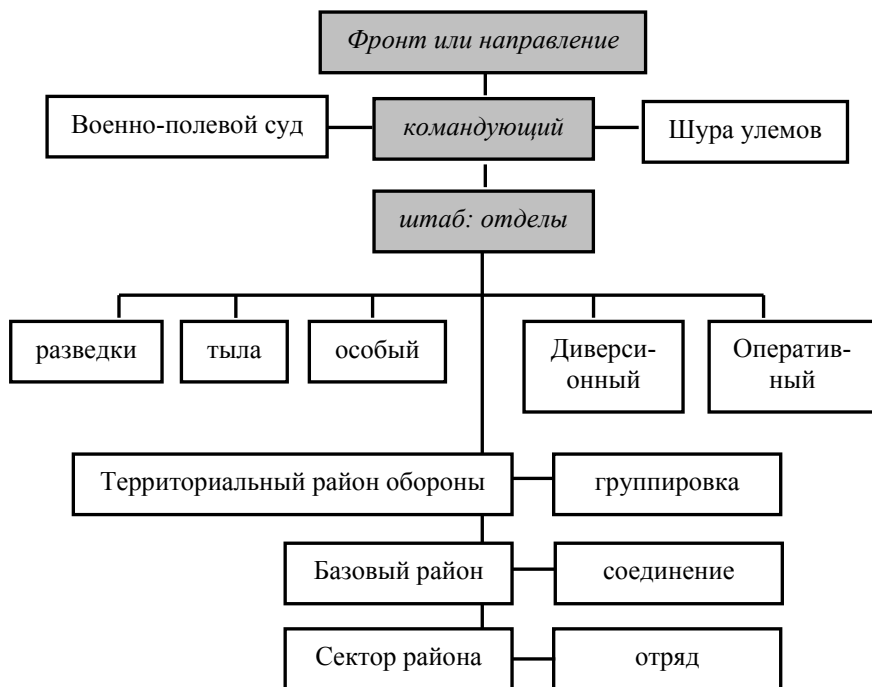 Фронт или направление
Военно-полевой суд
командующий
Шура улемов
штаб: отделы
разведки
тыла
особый
Диверси-
онный
Оператив-
ный
Территориальный район обороны
группировка
Базовый район
соединение
Сектор района
отряд